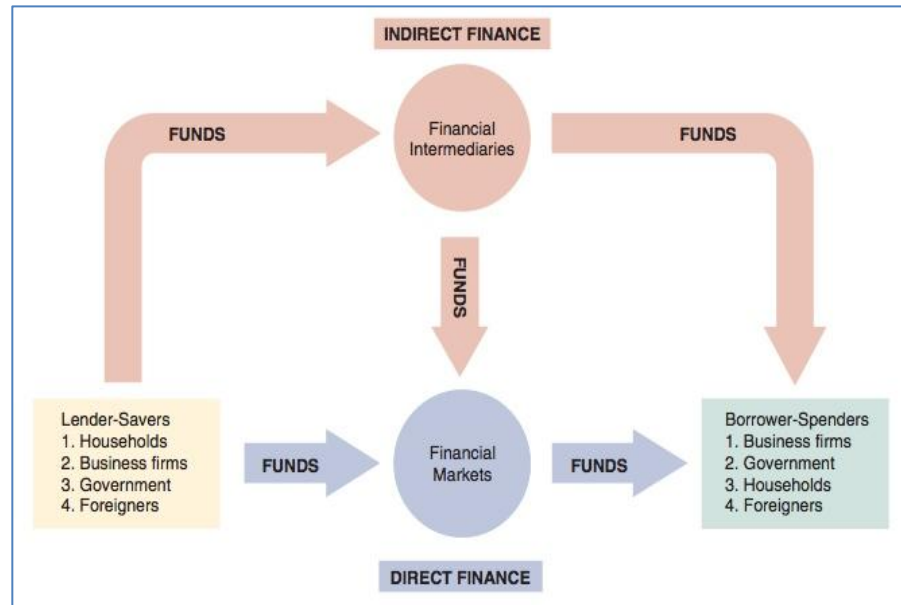 INDIRECT FINANCE
FUNDS
Financial
Intermediaries
FUNDS
FUNDS
Lender-Savers
1. Households
2. Business firms
3. Government
4. Foreigners
FUNDS
Financial
Markets
FUNDS
Borrower-Spenders
1. Business firms
2. Government
3. Households
4. Foreigners
DIRECT FINANCE